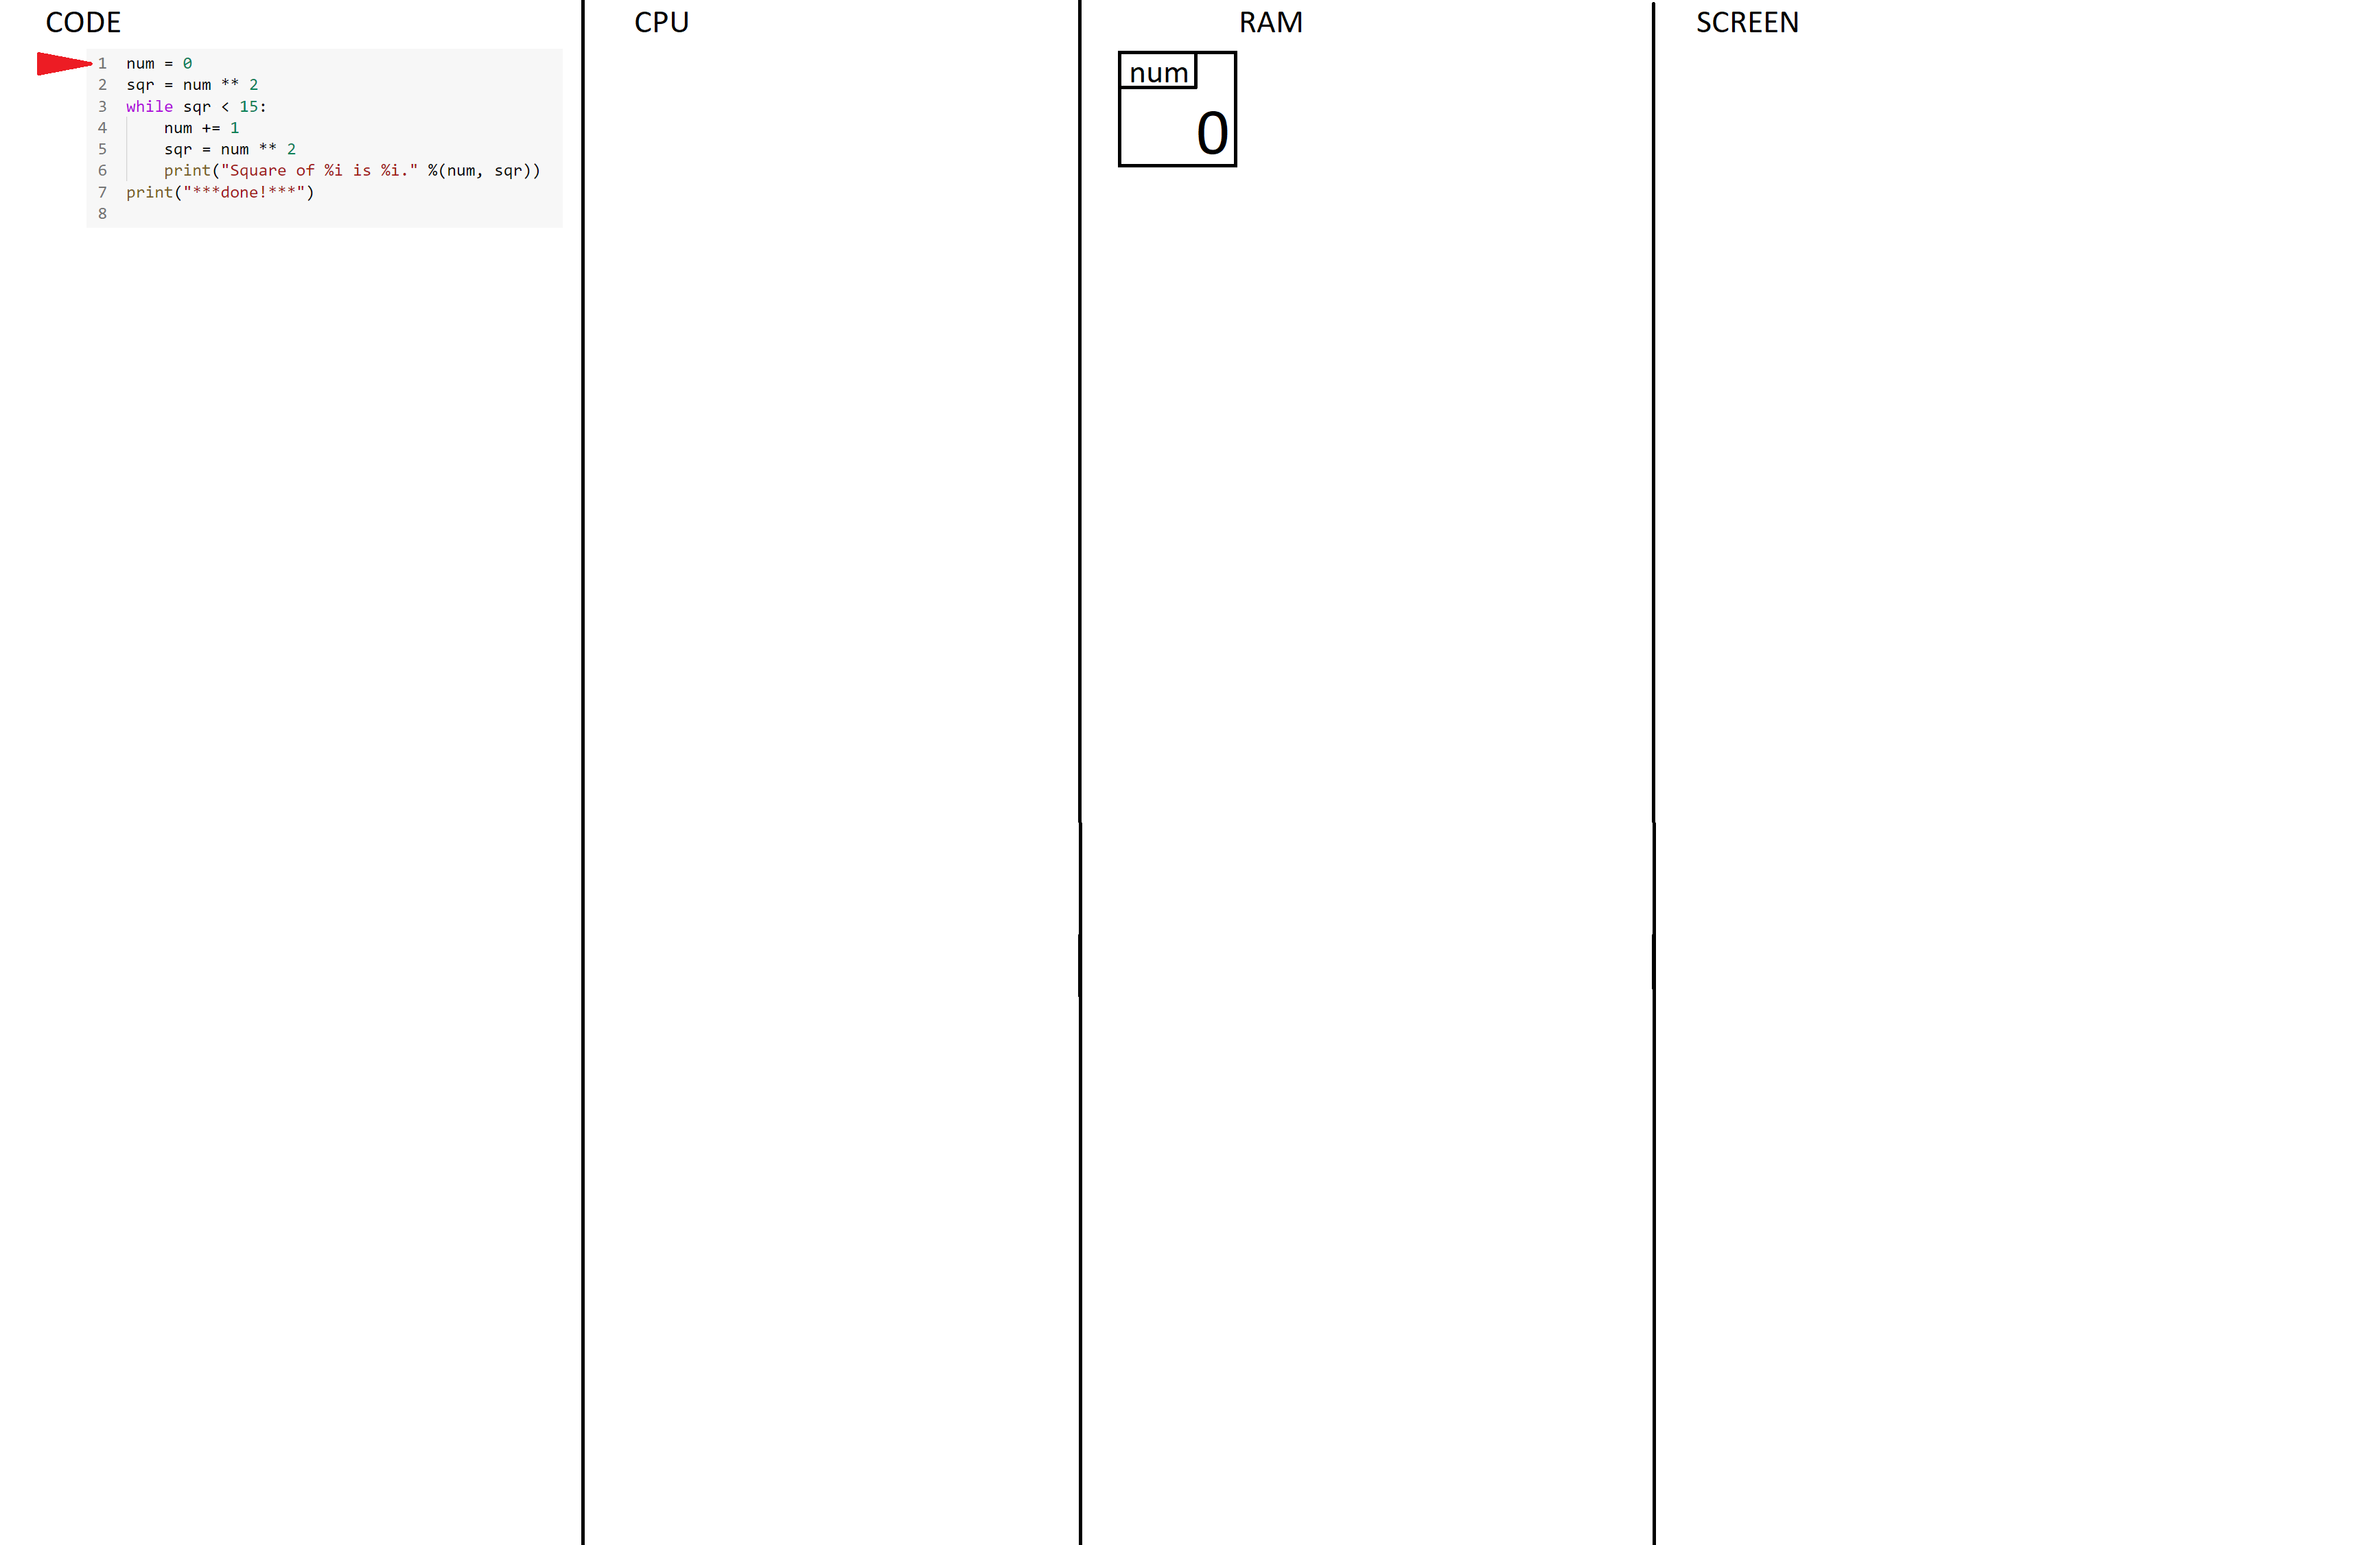 CODE
1 num = 0
2 sqr = num ** 2
3 while sqr < 15:
4     num += 1
5     sqr = num ** 2
6     print("Square of %i is %i." %(num, sqr))
7 print("***done!***")
8
CPU
RAM
num
0
SCREEN